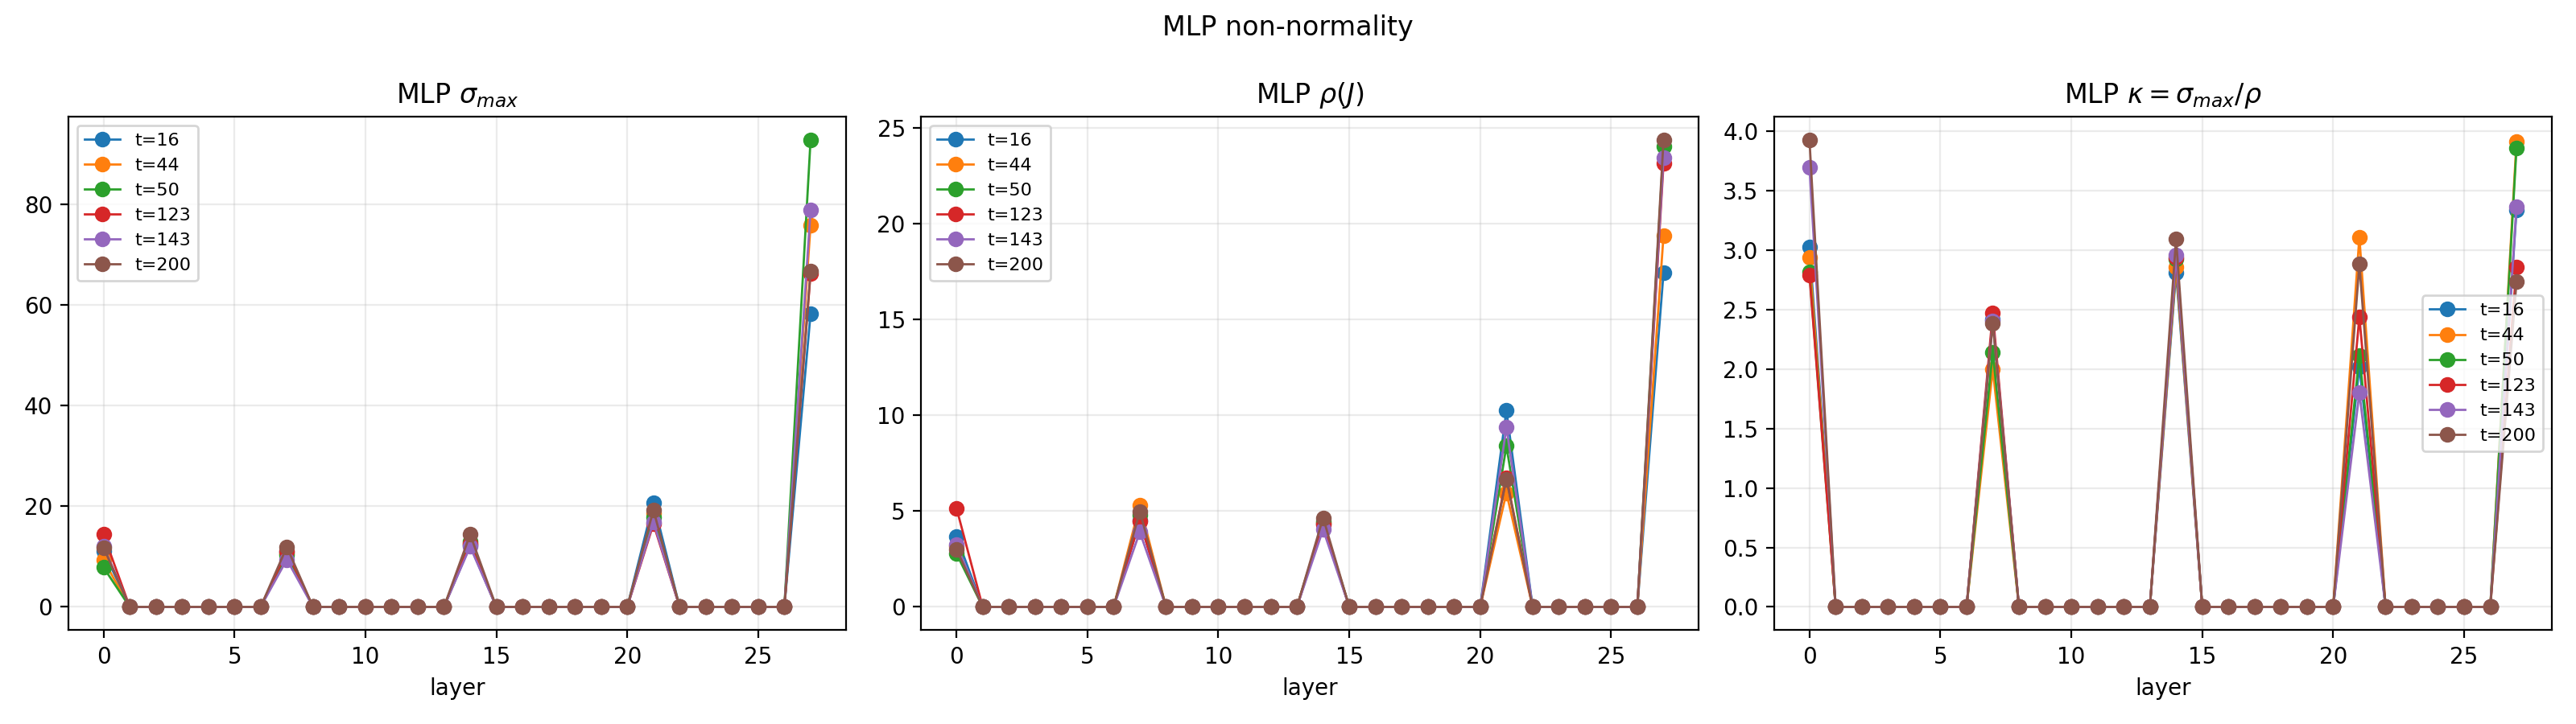 MLP non-normality
MLP σmax
t=16
t=44
t=50
t=123
t=143
t=200
80
60
40
20
0
0 5 10 15 20 25
layer
MLP ρ(J)
t=16
t=44
t=50
t=123
t=143
t=200
25
20
15
10
5
0
0 5 10 15 20 25
layer
MLP κ = σmax/ρ
4.0
3.5
3.0
2.5
2.0
1.5
1.0
0.5
0.0
t=16
t=44
t=50
t=123
t=143
t=200
0 5 10 15 20 25
layer